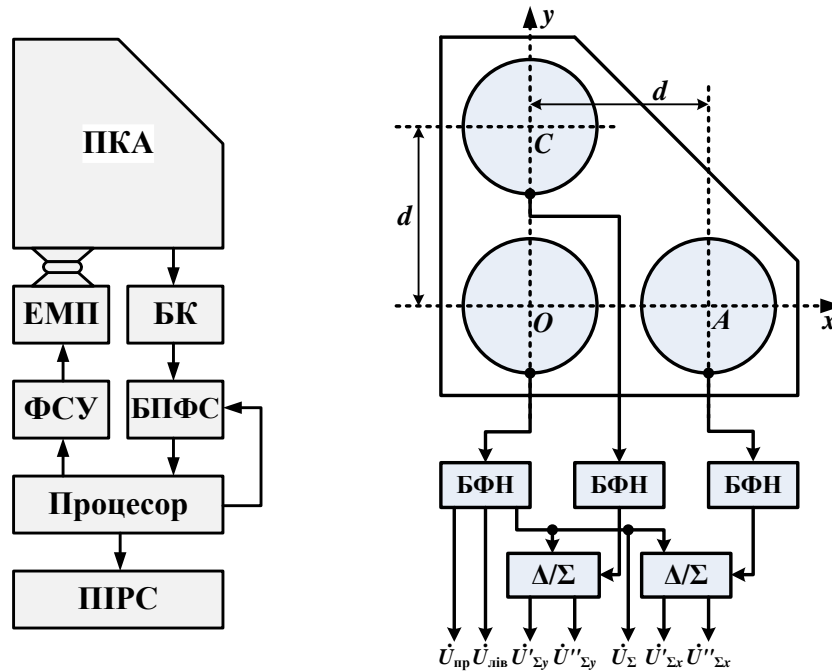 ПКА
ЕМП
БК
ФСУ
БПФС
Процесор
ПІРС
y
d
C
d
O
A
x
БФН БФН БФН
Δ/Σ Δ/Σ
U̇пр U̇лів U̇'Σy U̇''Σy U̇Σ U̇'Σx U̇''Σx